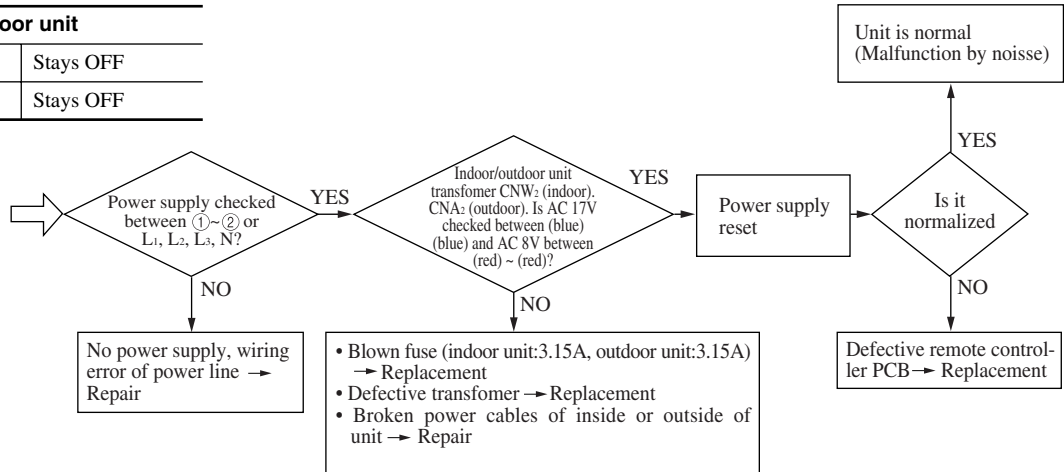 oor unit
Stays OFF
Stays OFF
Unit is normal
(Malfunction by noisse)
YES
Power supply checked
between ①~② or
L₁, L₂, L₃, N?
YES
Indoor/outdoor unit
transfomer CNW₂ (indoor).
CNA₂ (outdoor). Is AC 17V
checked between (blue)
(blue) and AC 8V between
(red) ~ (red)?
YES
Power supply
reset
Is it
normalized
NO
NO
NO
No power supply, wiring
error of power line →
Repair
• Blown fuse (indoor unit:3.15A, outdoor unit:3.15A)
→ Replacement
• Defective transfomer → Replacement
• Broken power cables of inside or outside of
unit → Repair
Defective remote control-
ler PCB → Replacement